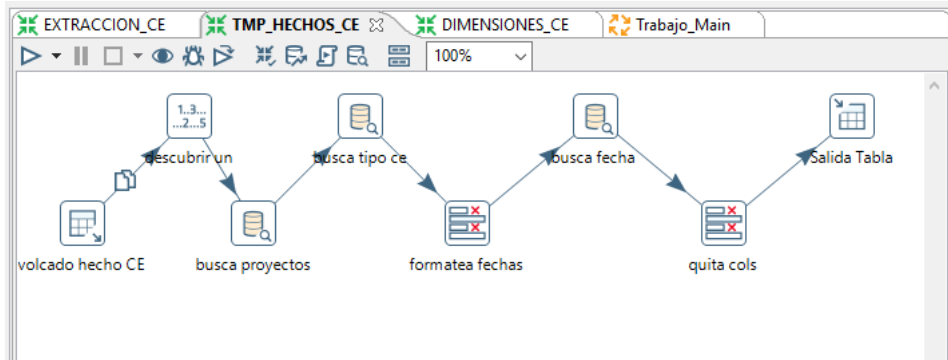 EXTRACCION_CE
TMP_HECHOS_CE
DIMENSIONES_CE
Trabajo_Main
100%
1..3...
...2...5
descubrir un
busca tipo ce
busca fecha
Salida Tabla
volcado hecho CE
busca proyectos
formatea fechas
quita cols